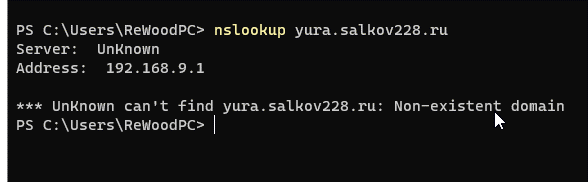 PS C:\Users\ReWoodPC> nslookup yura.salkov228.ru
Server:  UnKnown
Address:  192.168.9.1
*** UnKnown can't find yura.salkov228.ru: Non-existent domain
PS C:\Users\ReWoodPC>